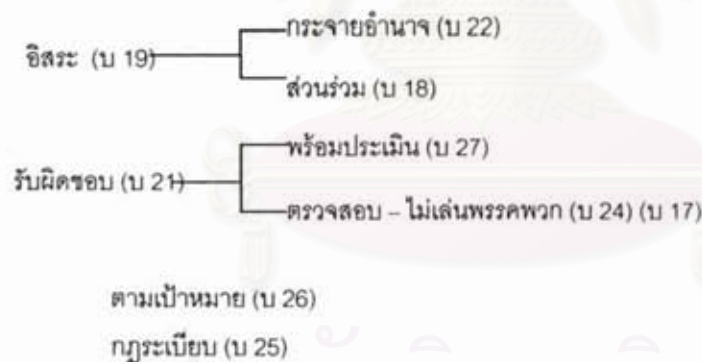 กระจายอำนาจ (บ 22)
อิสระ (บ 19)
ส่วนร่วม (บ 18)
พร้อมประเมิน (บ 27)
รับผิดชอบ (บ 21)
ตรวจสอบ – ไม่เล่นพรรคพวก (บ 24) (บ 17)
ตามเป้าหมาย (บ 26)
กฎระเบียบ (บ 25)